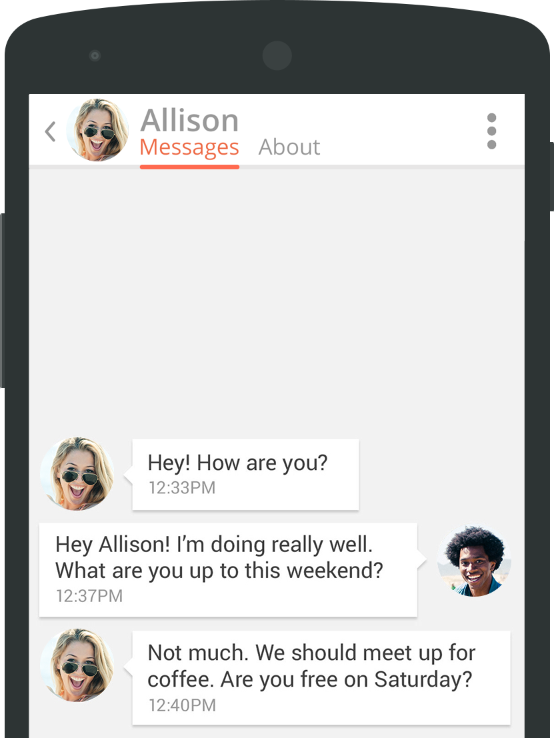 Allison
Messages About
Hey! How are you?
12:33PM
Hey Allison! I’m doing really well.
What are you up to this weekend?
12:37PM
Not much. We should meet up for
coffee. Are you free on Saturday?
12:40PM